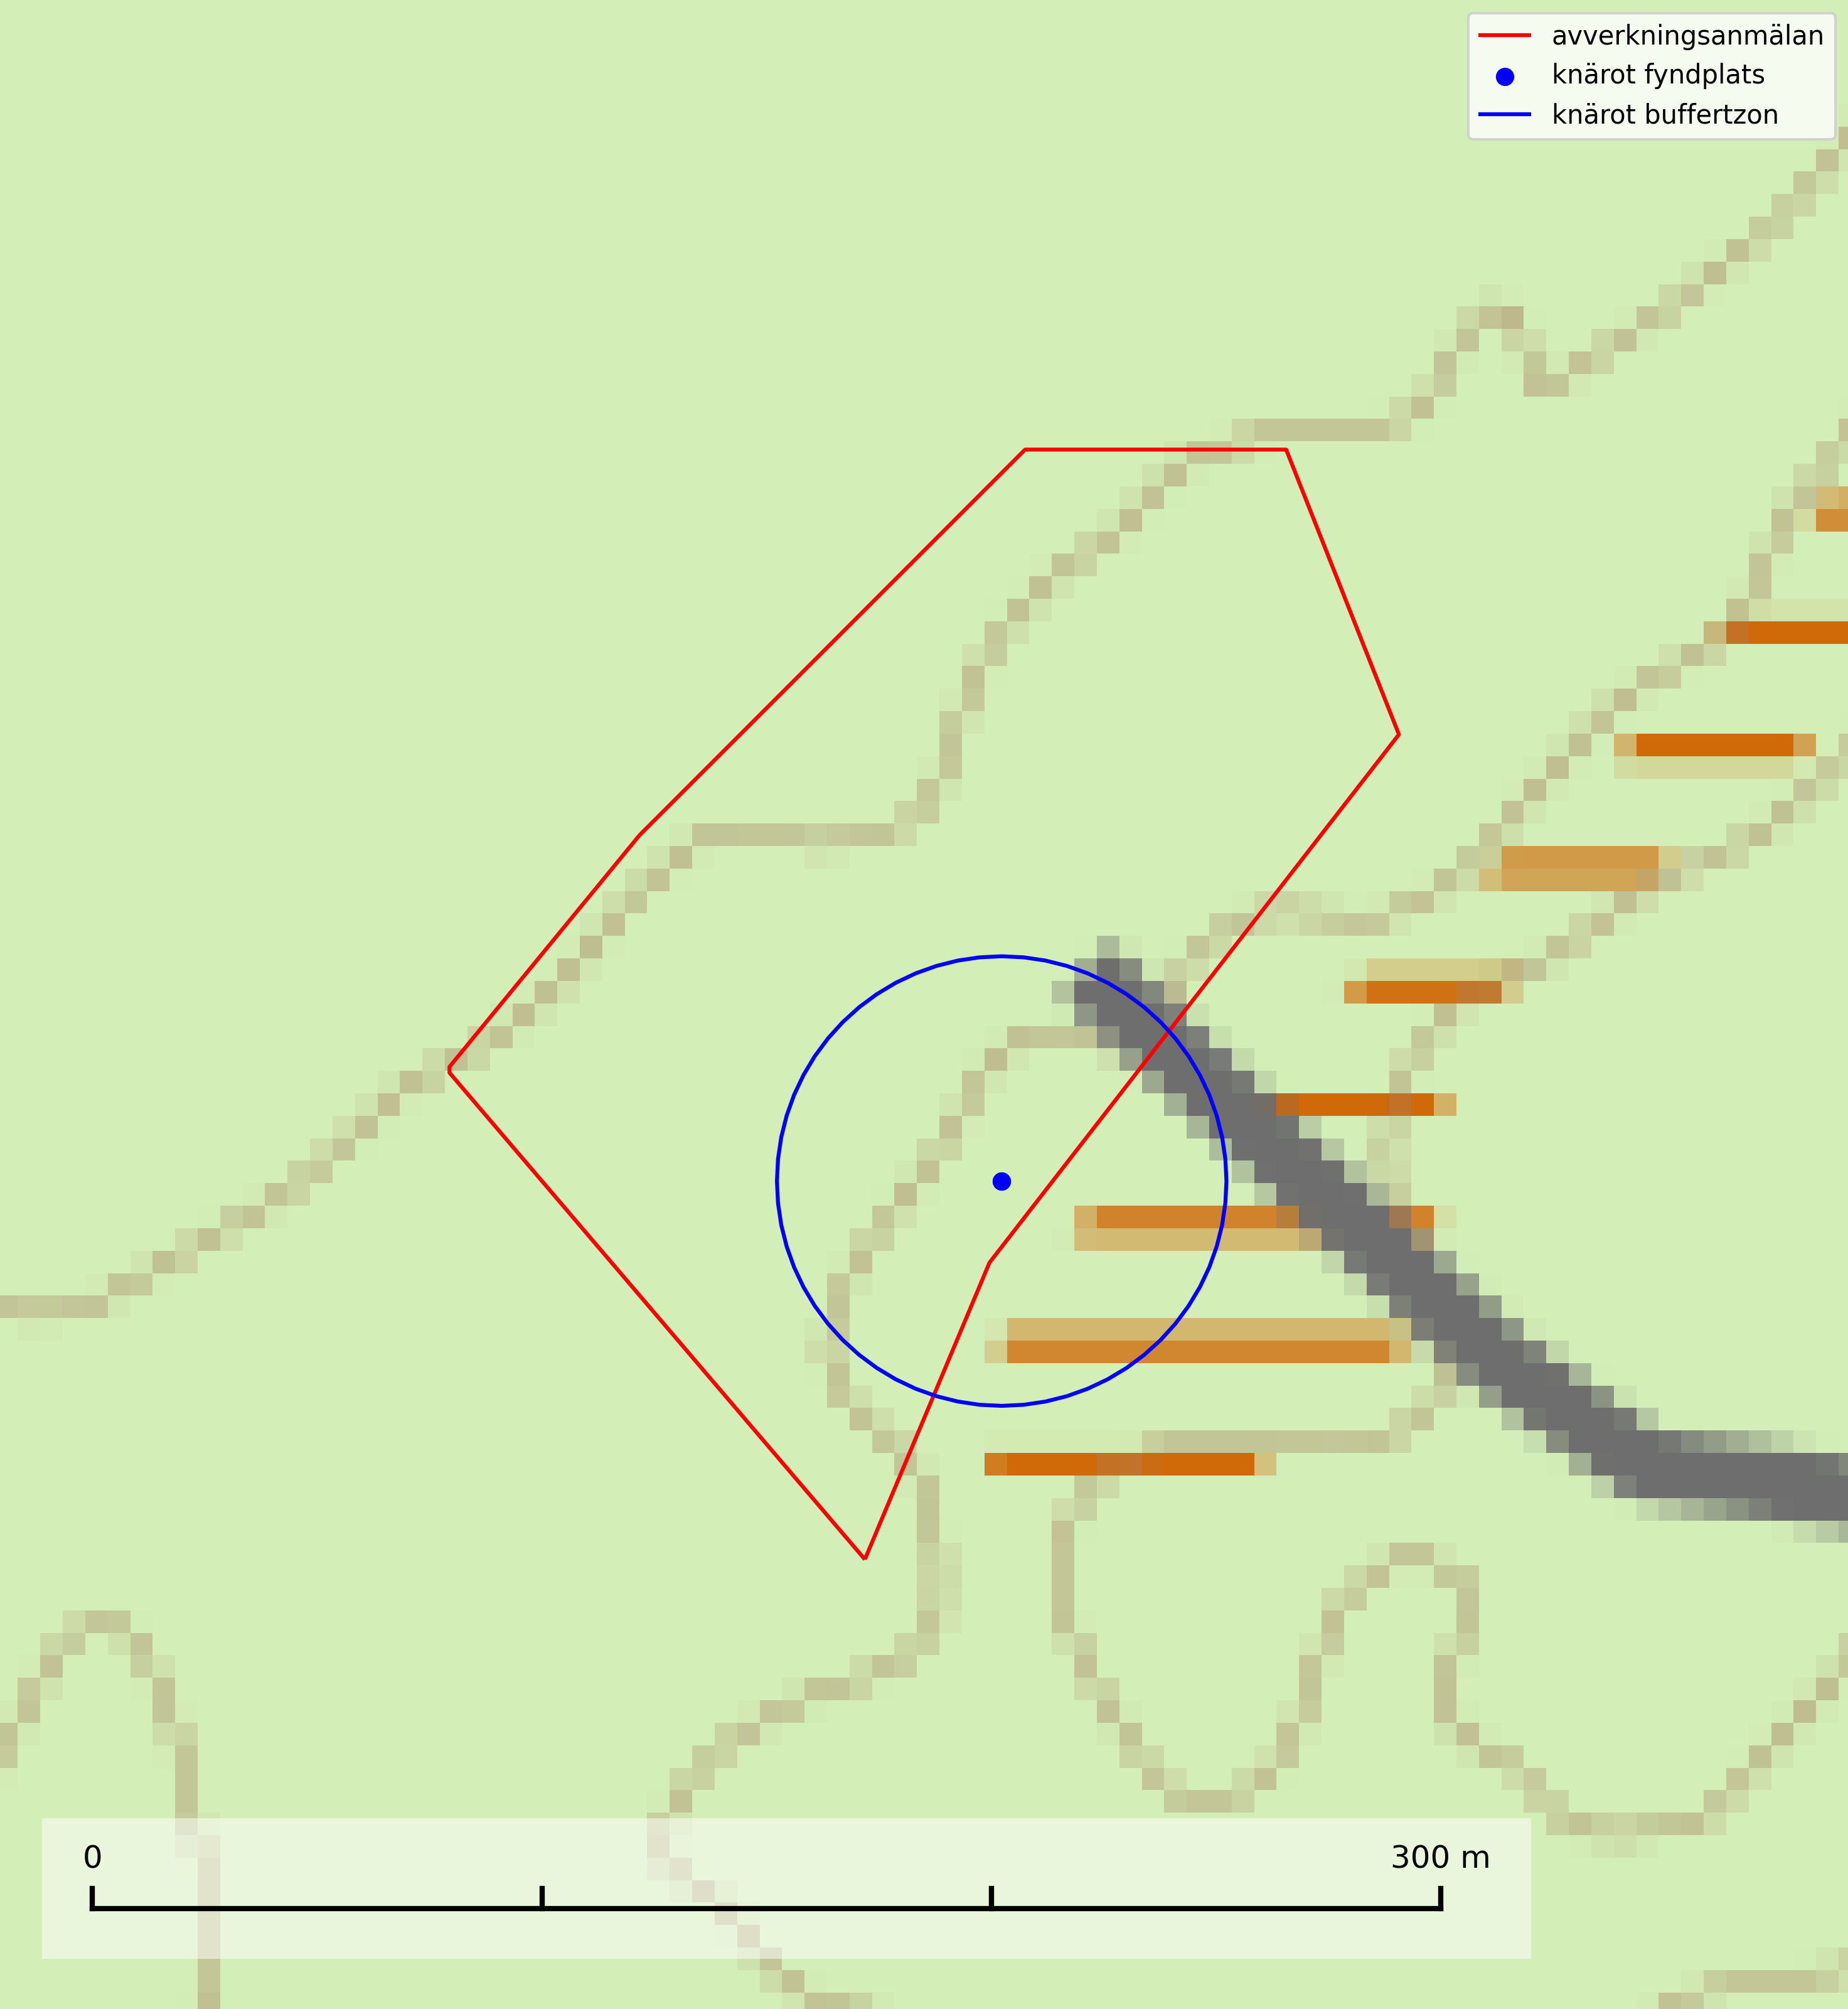 avverkningsanmälan
knärot fyndplats
knärot buffertzon
0 300 m